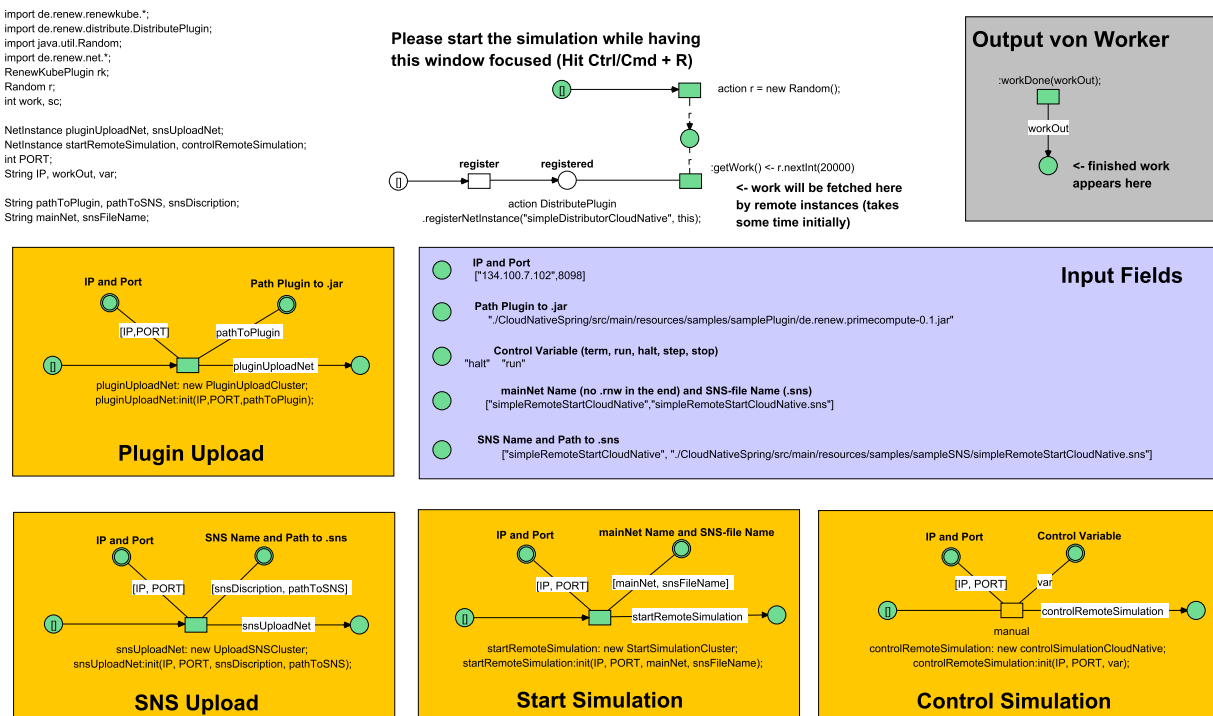 import de.renew.renewkube.*;
import de.renew.distribute.DistributePlugin;
import java.util.Random;
import de.renew.net.*;
RenewKubePlugin rk;
Random r;
int work, sc;
NetInstance pluginUploadNet, snsUploadNet;
NetInstance startRemoteSimulation, controlRemoteSimulation;
int PORT;
String IP, workOut, var;
String pathToPlugin, pathToSNS, snsDiscription;
String mainNet, snsFileName;
Please start the simulation while having
this window focused (Hit Ctrl/Cmd + R)
[]
action r = new Random();
r
r
:getWork() <- r.nextInt(20000)
register
registered
[]
action DistributePlugin
.registerNetInstance("simpleDistributorCloudNative", this);
<- work will be fetched here
by remote instances (takes
some time initially)
Output von Worker
:workDone(workOut);
workOut
<- finished work
appears here
IP and Port
Path Plugin to .jar
[IP,PORT]
pathToPlugin
[]
pluginUploadNet
pluginUploadNet: new PluginUploadCluster;
pluginUploadNet:init(IP,PORT,pathToPlugin);
Plugin Upload
Input Fields
IP and Port
["134.100.7.102",8098]
Path Plugin to .jar
"./CloudNativeSpring/src/main/resources/samples/samplePlugin/de.renew.primecompute-0.1.jar"
Control Variable (term, run, halt, step, stop)
"halt" "run"
mainNet Name (no .rnw in the end) and SNS-file Name (.sns)
["simpleRemoteStartCloudNative","simpleRemoteStartCloudNative.sns"]
SNS Name and Path to .sns
["simpleRemoteStartCloudNative", "./CloudNativeSpring/src/main/resources/samples/sampleSNS/simpleRemoteStartCloudNative.sns"]
IP and Port
SNS Name and Path to .sns
[IP, PORT]
[snsDiscription, pathToSNS]
[]
snsUploadNet
snsUploadNet: new UploadSNSCluster;
snsUploadNet:init(IP, PORT, snsDiscription, pathToSNS);
SNS Upload
IP and Port
mainNet Name and SNS-file Name
[IP, PORT]
[mainNet, snsFileName]
[]
startRemoteSimulation
startRemoteSimulation: new StartSimulationCluster;
startRemoteSimulation:init(IP, PORT, mainNet, snsFileName);
Start Simulation
IP and Port
Control Variable
[IP, PORT]
var
[]
controlRemoteSimulation
manual
controlRemoteSimulation: new controlSimulationCloudNative;
controlRemoteSimulation:init(IP, PORT, var);
Control Simulation